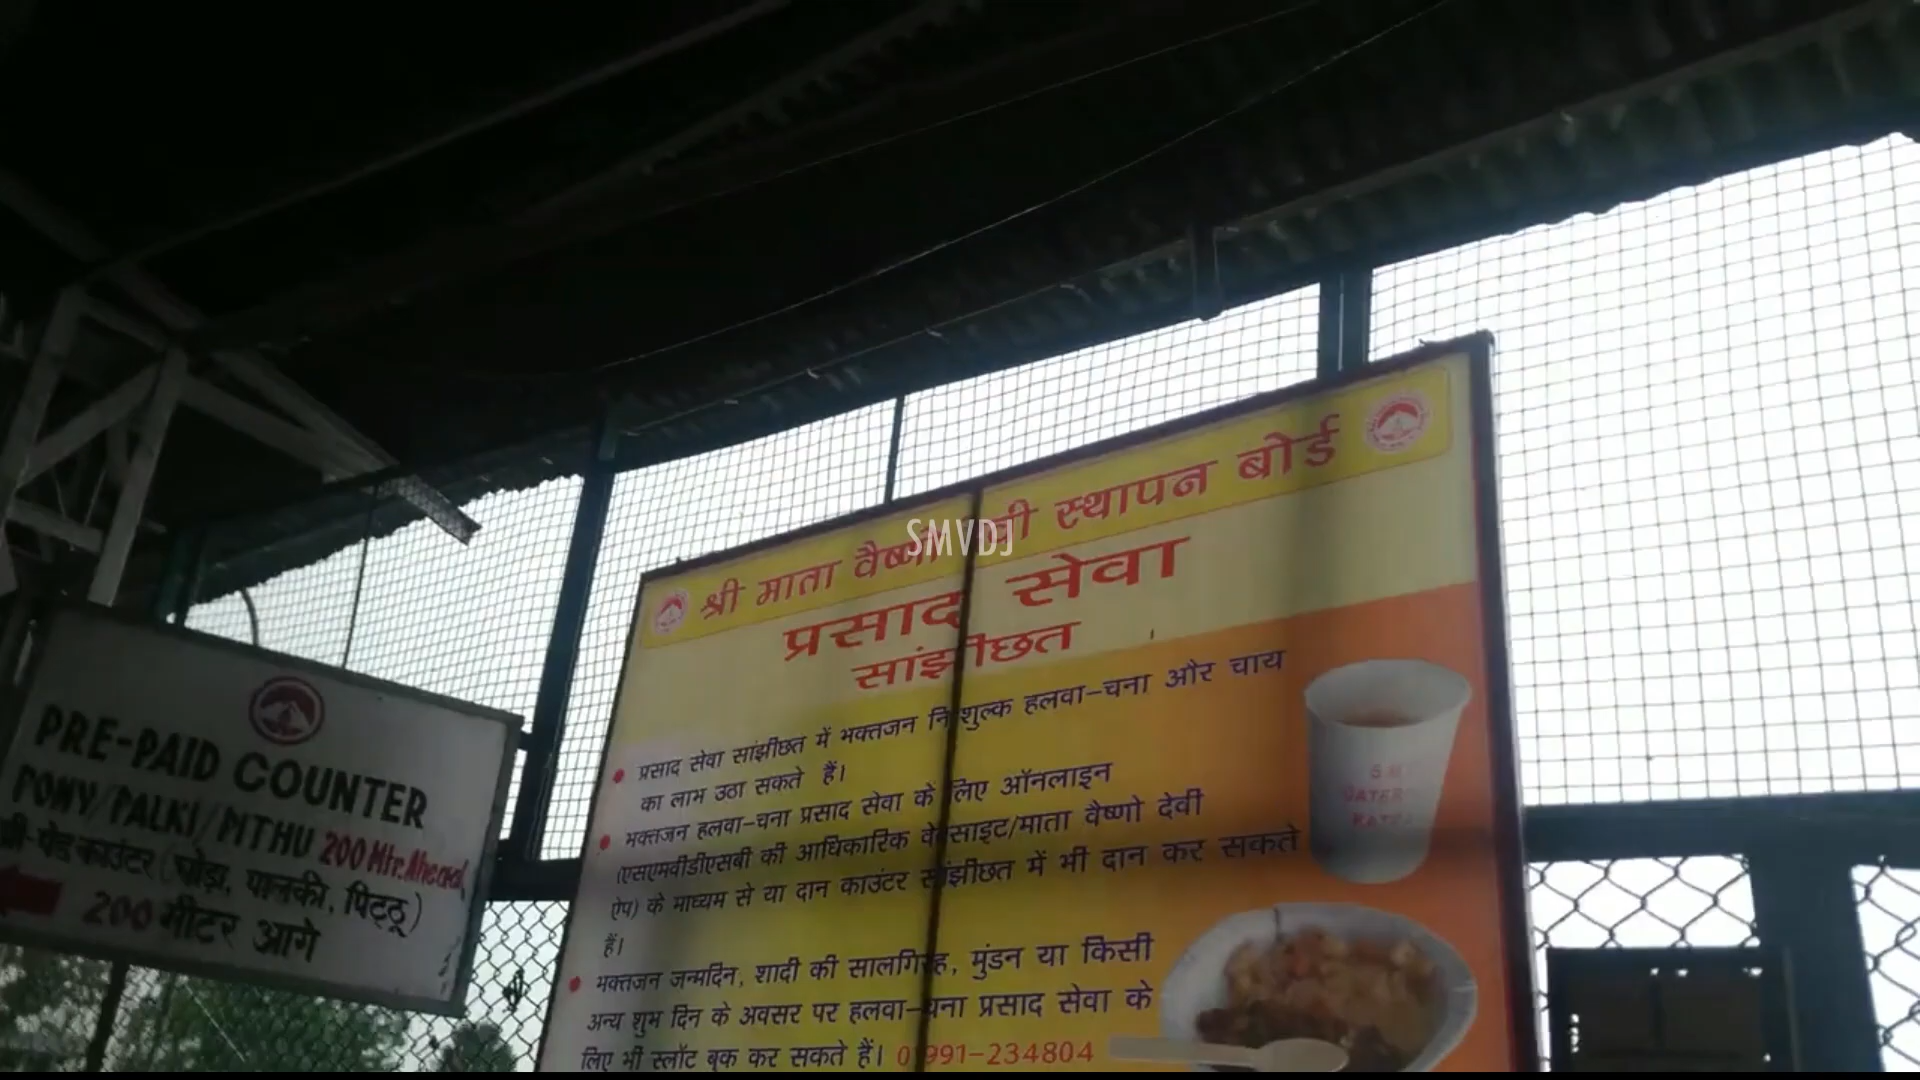 श्री माता वैष्णो देवी स्थापन बोर्ड
प्रसाद सेवा
सांझीछत
प्रसाद सेवा सांझीछत में भक्तजन निशुल्क हलवा-चना और चाय
का लाभ उठा सकते हैं।
भक्तजन हलवा-चना प्रसाद सेवा के लिए ऑनलाइन
(एसएमवीडीएसबी की आधिकारिक वेबसाइट/माता वैष्णो देवी
ऐप) के माध्यम से या दान काउंटर सांझीछत में भी दान कर सकते
हैं।
भक्तजन जन्मदिन, शादी की सालगिरह, मुंडन या किसी
अन्य शुभ दिन के अवसर पर हलवा-चना प्रसाद सेवा के
लिए भी स्लॉट बुक कर सकते हैं। 01991-234804
SMVDJ
PRE-PAID COUNTER
PONY/PALKI/PITHU 200 Mtr. Ahead
प्री-पेड काउंटर (घोड़ा, पालकी, पिट्ठू)
200 मीटर आगे